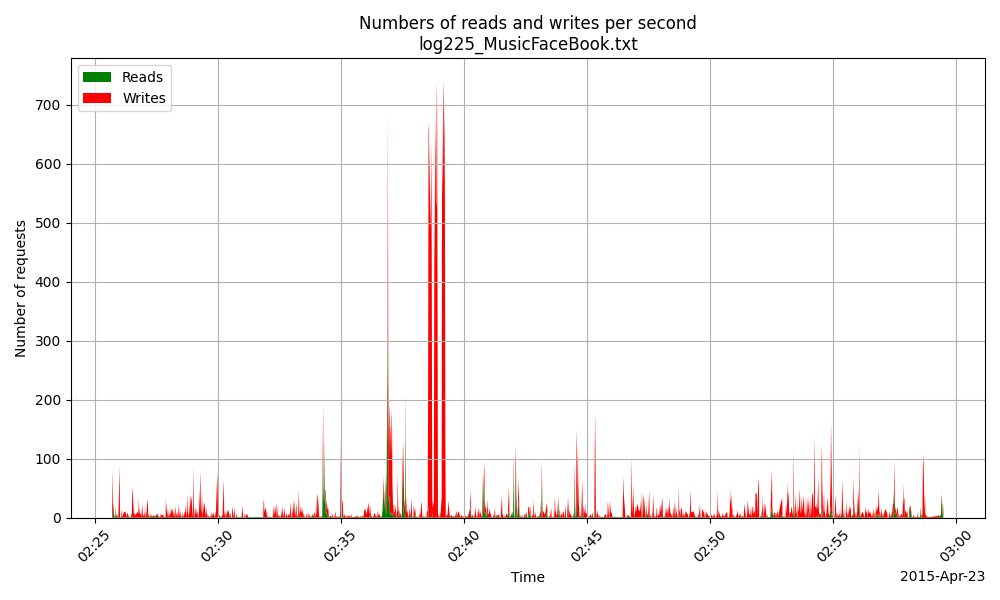 Numbers of reads and writes per second
log225_MusicFaceBook.txt
Reads
Writes
700
600
500
400
300
200
100
0
Number of requests
02:25
02:30
02:35
02:40
02:45
02:50
02:55
03:00
Time
2015-Apr-23